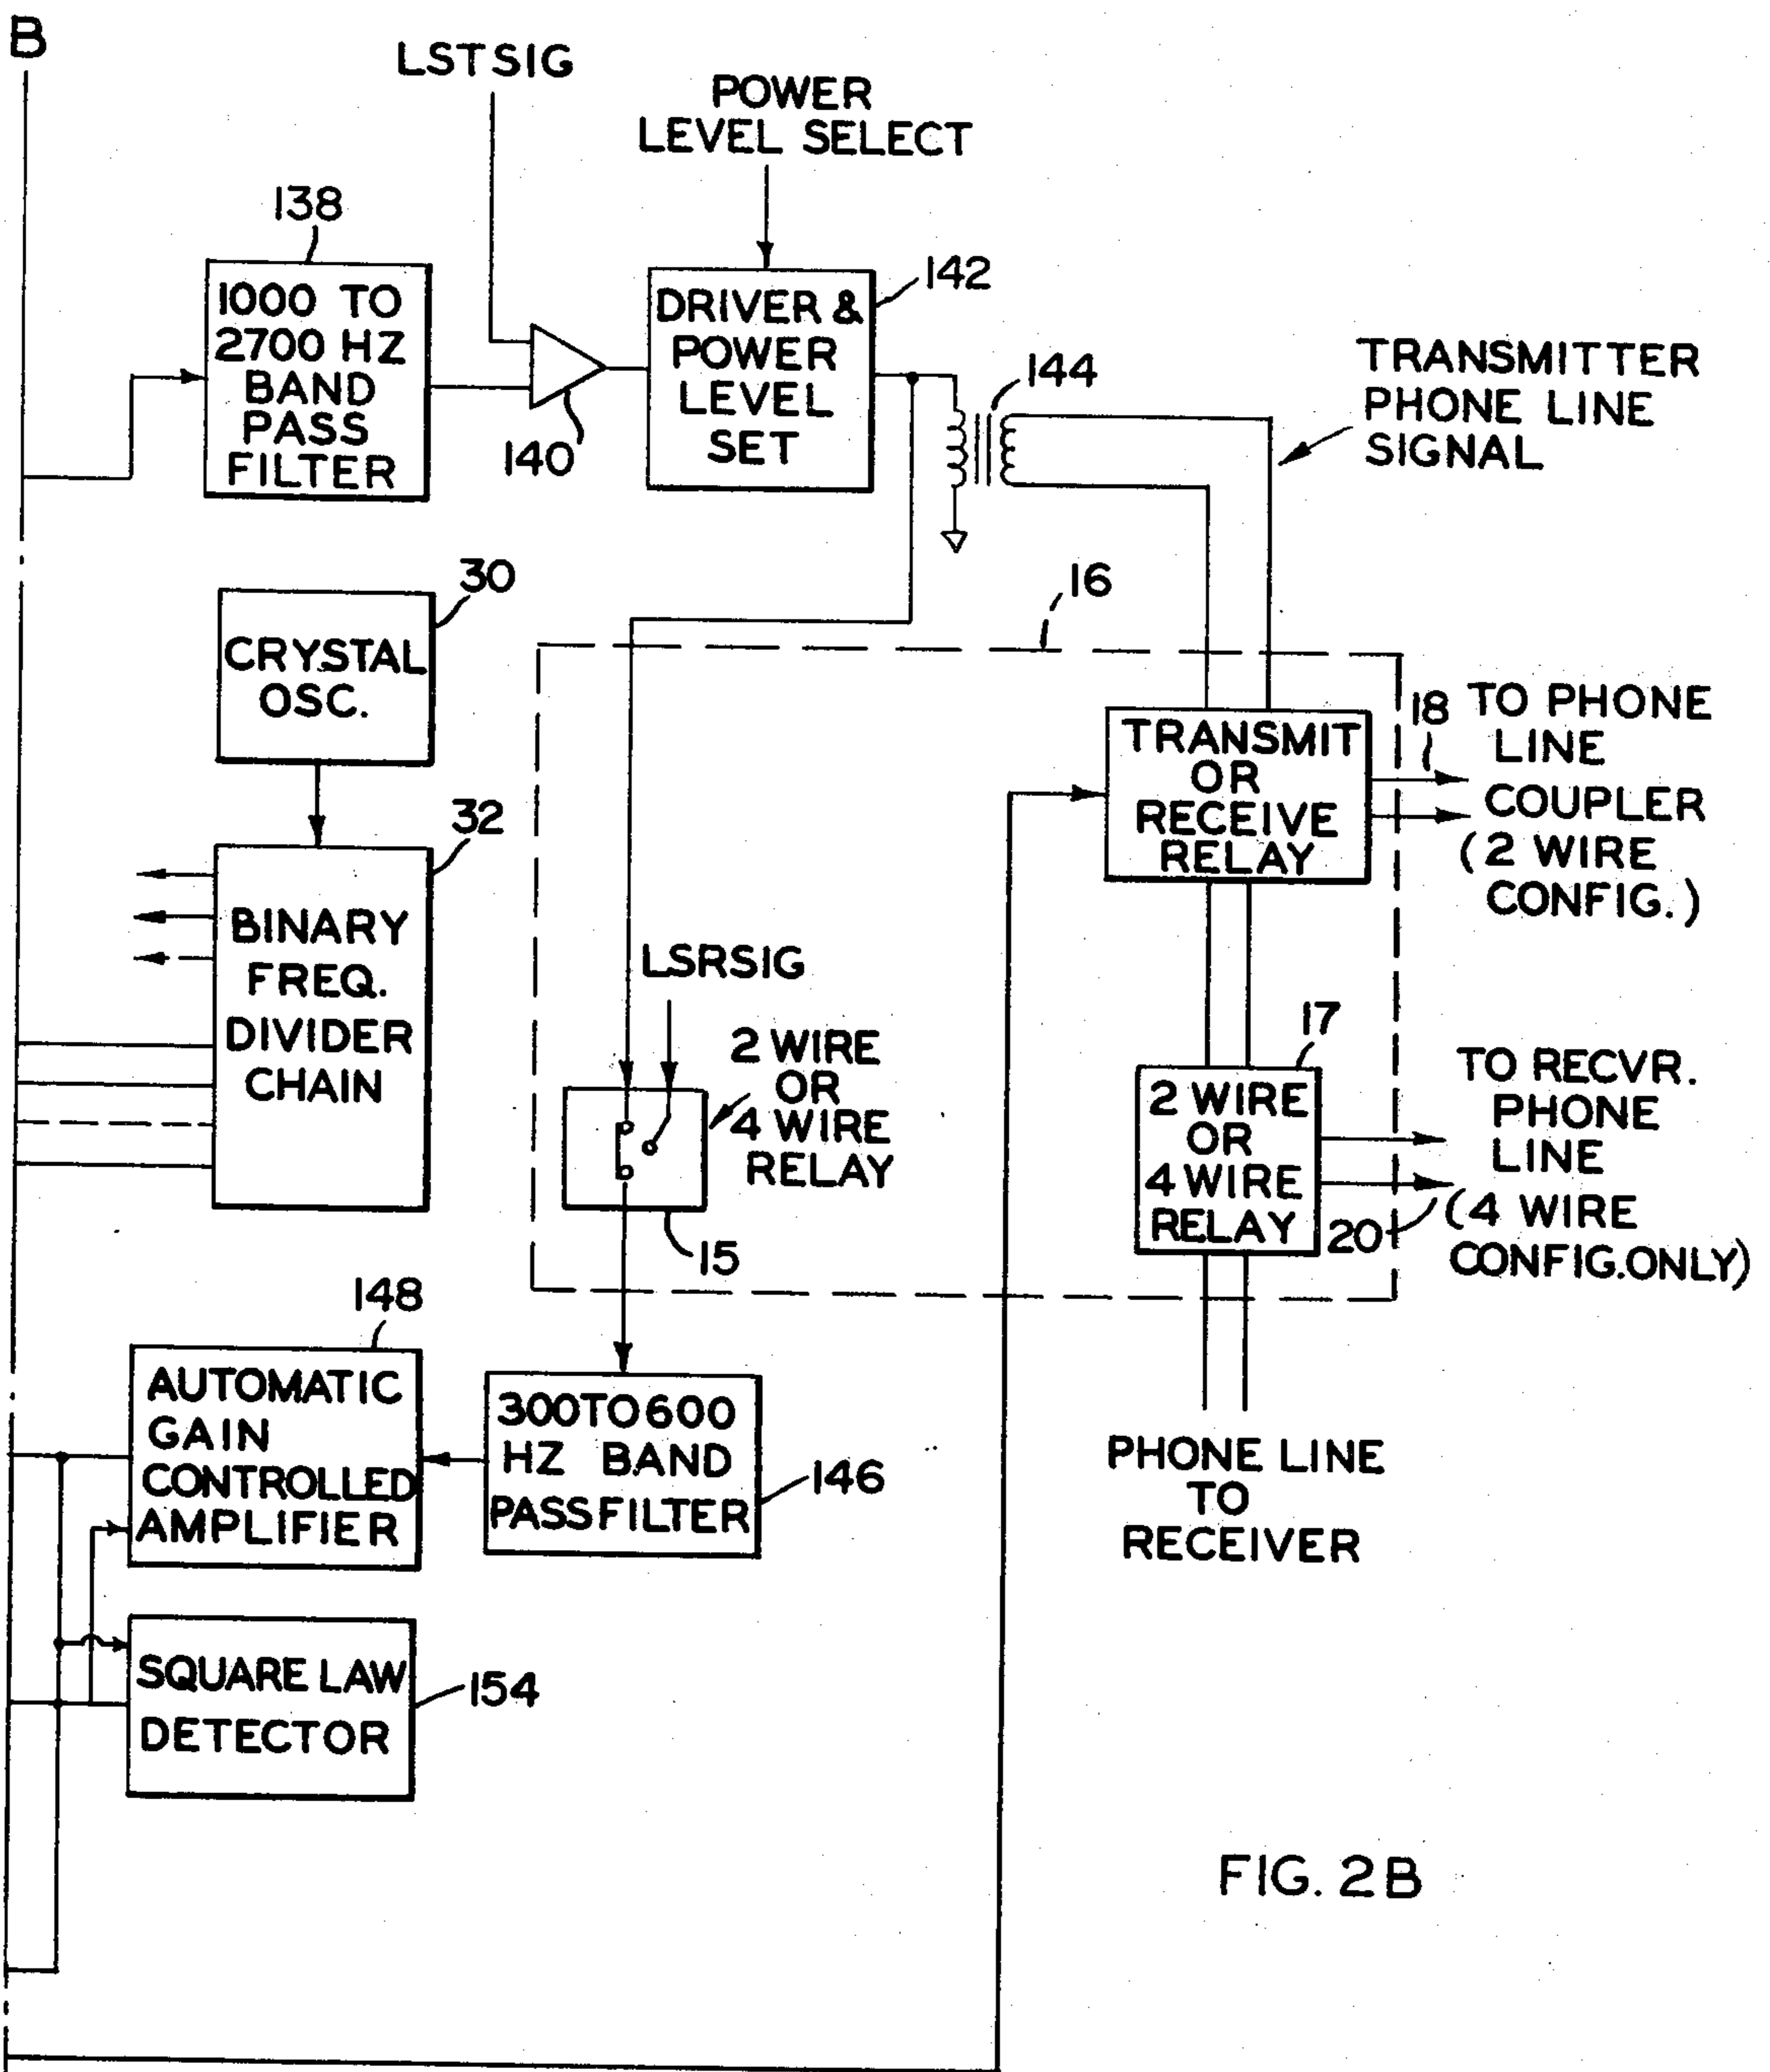 B
LSTSIG
POWER
LEVEL SELECT
138
1000 TO
2700 HZ
BAND
PASS
FILTER
140
DRIVER &
POWER
LEVEL
SET
142
144
TRANSMITTER
PHONE LINE
SIGNAL
30
CRYSTAL
OSC.
16
32
BINARY
FREQ.
DIVIDER
CHAIN
TRANSMIT
OR
RECEIVE
RELAY
18
TO PHONE
LINE
COUPLER
(2 WIRE
CONFIG.)
LSRSIG
2 WIRE
OR
4 WIRE
RELAY
15
17
2 WIRE
OR
4 WIRE
RELAY
20
TO RECVR.
PHONE
LINE
(4 WIRE
CONFIG.ONLY)
148
AUTOMATIC
GAIN
CONTROLLED
AMPLIFIER
300 TO 600
HZ BAND
PASS FILTER
146
PHONE LINE
TO
RECEIVER
SQUARE LAW
DETECTOR
154
FIG. 2B